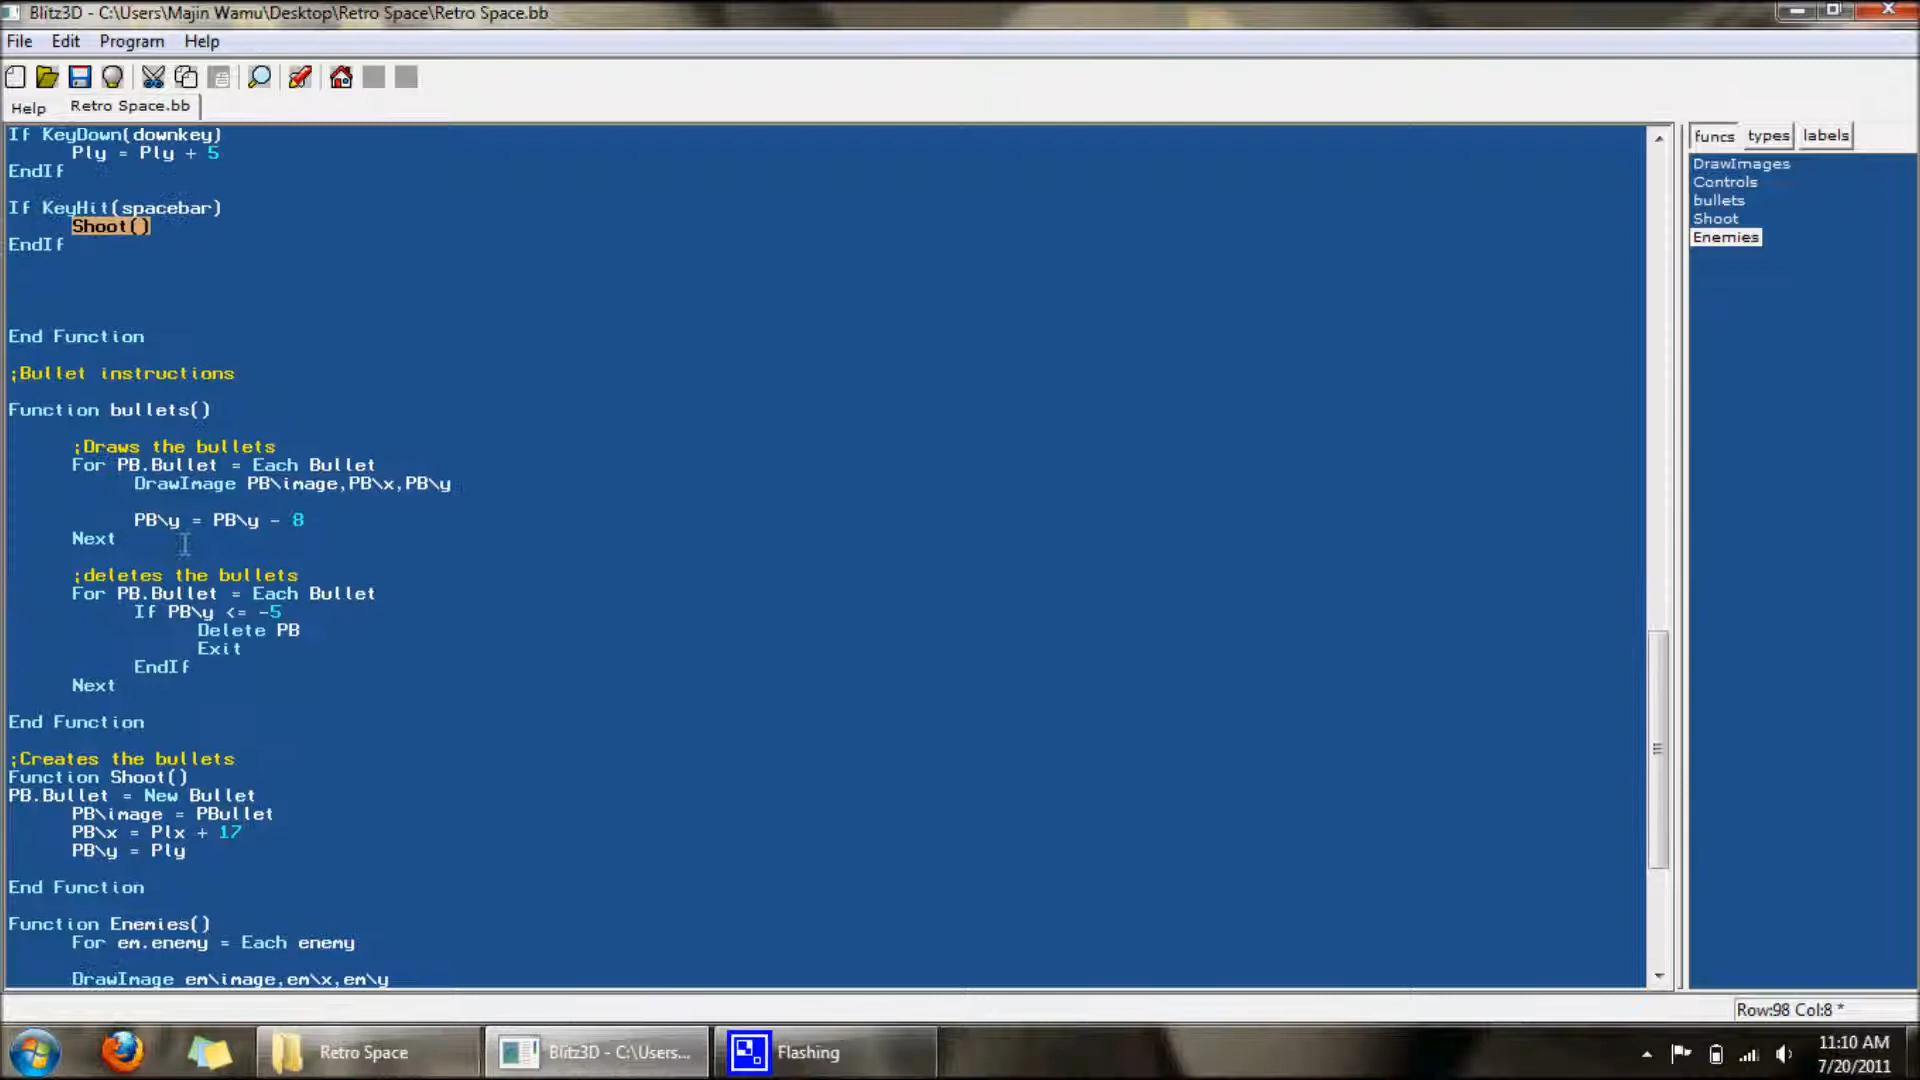 Blitz3D - C:\Users\Majin Wamu\Desktop\Retro Space\Retro Space.bb
File Edit Program Help
Help Retro Space.bb
If KeyDown(downkey)
Ply = Ply + 5
EndIf
If KeyHit(spacebar)
Shoot()
EndIf
End Function
;Bullet instructions
Function bullets()
;Draws the bullets
For PB.Bullet = Each Bullet
DrawImage PB\image,PB\x,PB\y
PB\y = PB\y - 8
Next
;deletes the bullets
For PB.Bullet = Each Bullet
If PB\y <= -5
Delete PB
Exit
EndIf
Next
End Function
;Creates the bullets
Function Shoot()
PB.Bullet = New Bullet
PB\image = PBullet
PB\x = Plx + 17
PB\y = Ply
End Function
Function Enemies()
For em.enemy = Each enemy
DrawImage em\image,em\x,em\y
funcs types labels
DrawImages
Controls
bullets
Shoot
Enemies
Row:98 Col:8 *
Retro Space
Blitz3D - C:\Users...
Flashing
11:10 AM
7/20/2011